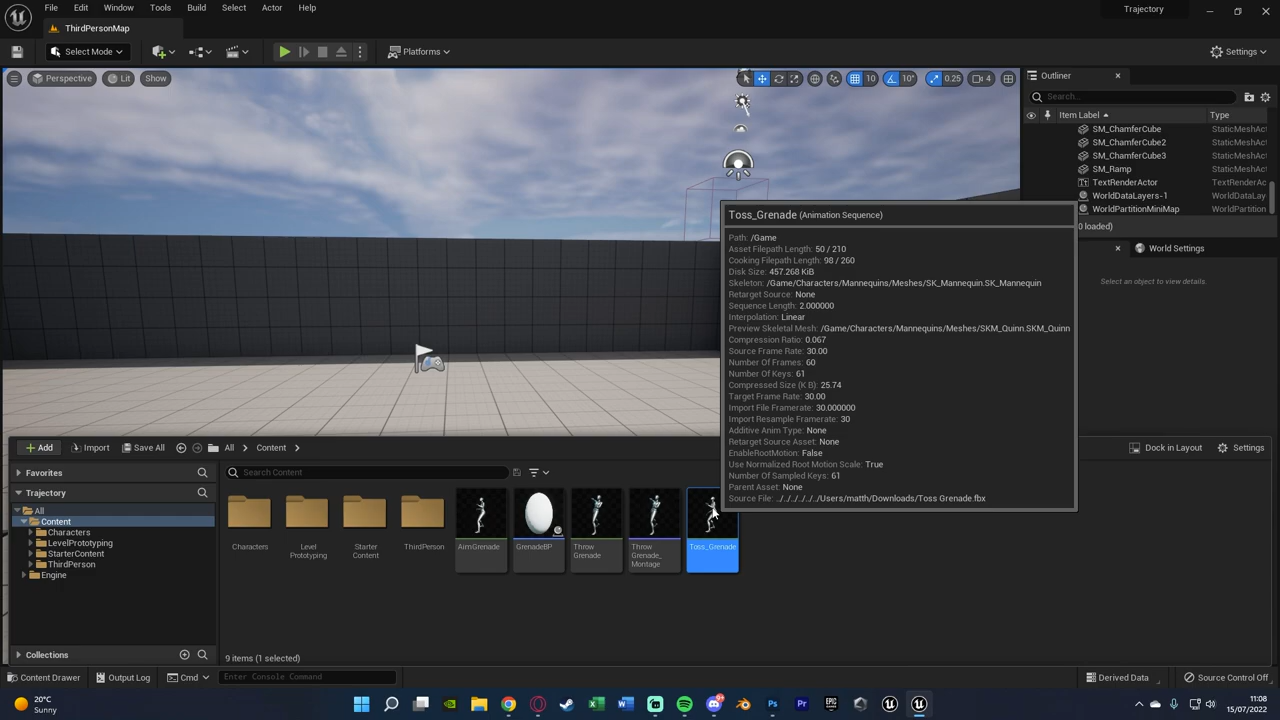 File Edit Window Tools Build Select Actor Help Trajectory
ThirdPersonMap
Select Mode Platforms Settings
Perspective Lit Show 10 10° 0.25 4
Outliner
Search...
Item Label Type
SM_ChamferCube StaticMeshAct
SM_ChamferCube2 StaticMeshAct
SM_ChamferCube3 StaticMeshAct
SM_Ramp StaticMeshAct
TextRenderActor TextRenderAc
WorldDataLayers-1 WorldDataLay
WorldPartitionMiniMap WorldPartition
0 loaded)
World Settings
Select an object to view details.
Toss_Grenade (Animation Sequence)
Path: /Game
Asset Filepath Length: 50 / 210
Cooking Filepath Length: 98 / 260
Disk Size: 457.268 KiB
Skeleton: /Game/Characters/Mannequins/Meshes/SK_Mannequin.SK_Mannequin
Retarget Source: None
Sequence Length: 2.000000
Interpolation: Linear
Preview Skeletal Mesh: /Game/Characters/Mannequins/Meshes/SKM_Quinn.SKM_Quinn
Compression Ratio: 0.067
Source Frame Rate: 30.00
Number Of Frames: 60
Number Of Keys: 61
Compressed Size (K B): 25.74
Target Frame Rate: 30.00
Import File Framerate: 30.000000
Import Resample Framerate: 30
Additive Anim Type: None
Retarget Source Asset: None
EnableRootMotion: False
Use Normalized Root Motion Scale: True
Number Of Sampled Keys: 61
Parent Asset: None
Source File: ../../../../../../Users/matth/Downloads/Toss Grenade.fbx
Add Import Save All All Content Dock in Layout Settings
Favorites
Search Content
Trajectory
All
Content
Characters
LevelPrototyping
StarterContent
ThirdPerson
Engine
Collections
Characters
Level
Prototyping
Starter
Content
ThirdPerson
AimGrenade
GrenadeBP
Throw
Grenade
Throw
Grenade_
Montage
Toss_Grenade
9 items (1 selected)
Content Drawer Output Log Cmd Enter Console Command Derived Data Source Control Off
20°C
Sunny
11:08
15/07/2022